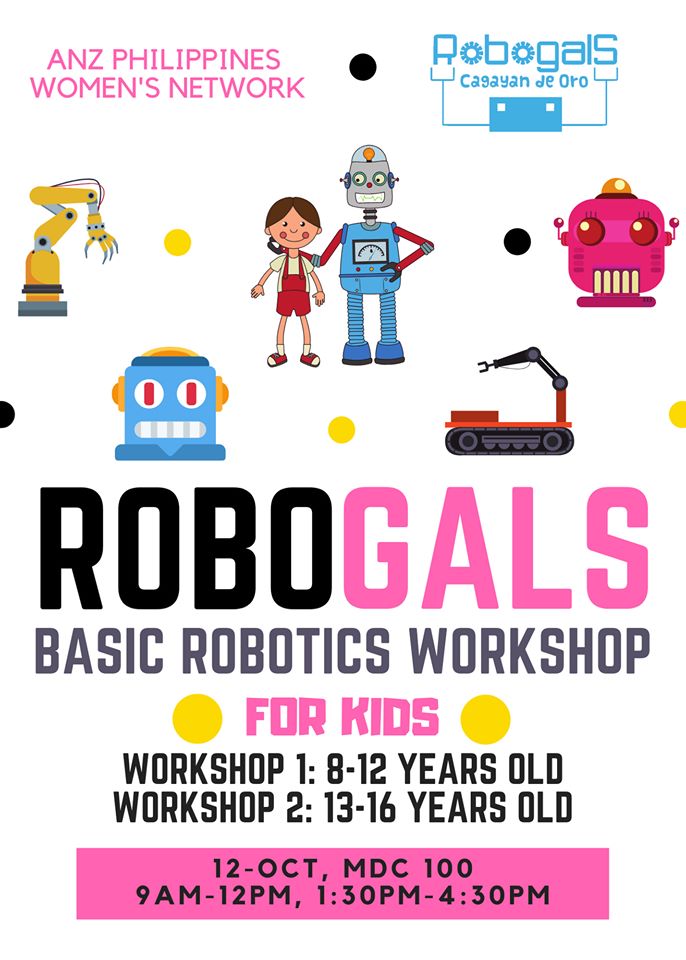 ANZ PHILIPPINES
WOMEN'S NETWORK
RobogalS
Cagayan de Oro
ROBOGALS
BASIC ROBOTICS WORKSHOP
FOR KIDS
WORKSHOP 1: 8-12 YEARS OLD
WORKSHOP 2: 13-16 YEARS OLD
12-OCT, MDC 100
9AM-12PM, 1:30PM-4:30PM